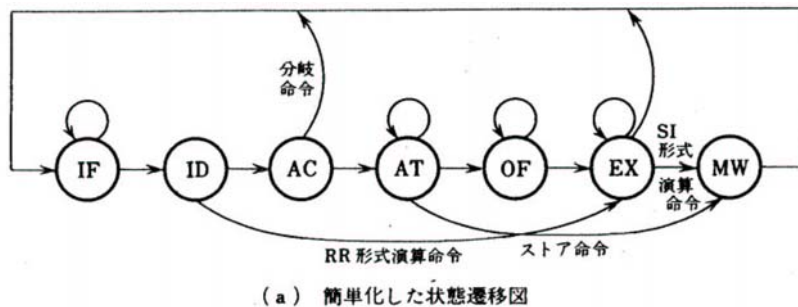 分岐
命令
SI
形式
IF
ID
AC
AT
OF
EX
MW
演算
命令
RR形式演算命令
ストア命令
(a) 簡単化した状態遷移図